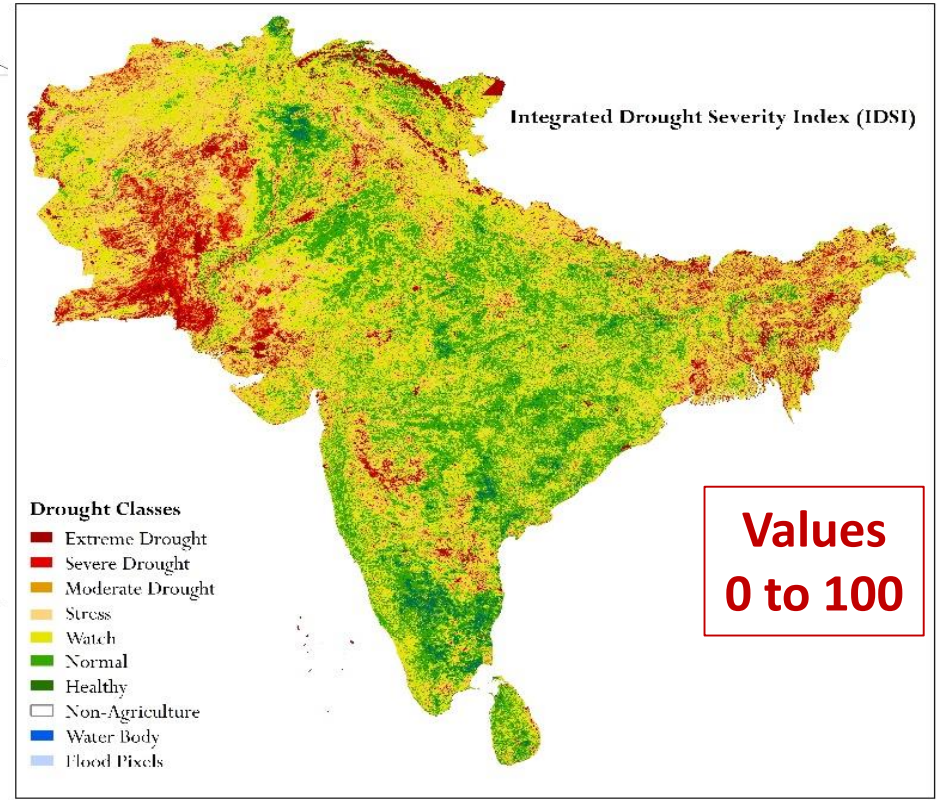 Integrated Drought Severity Index (IDSI)
Drought Classes
Extreme Drought
Severe Drought
Moderate Drought
Stress
Watch
Normal
Healthy
Non-Agriculture
Water Body
Flood Pixels
Values
0 to 100